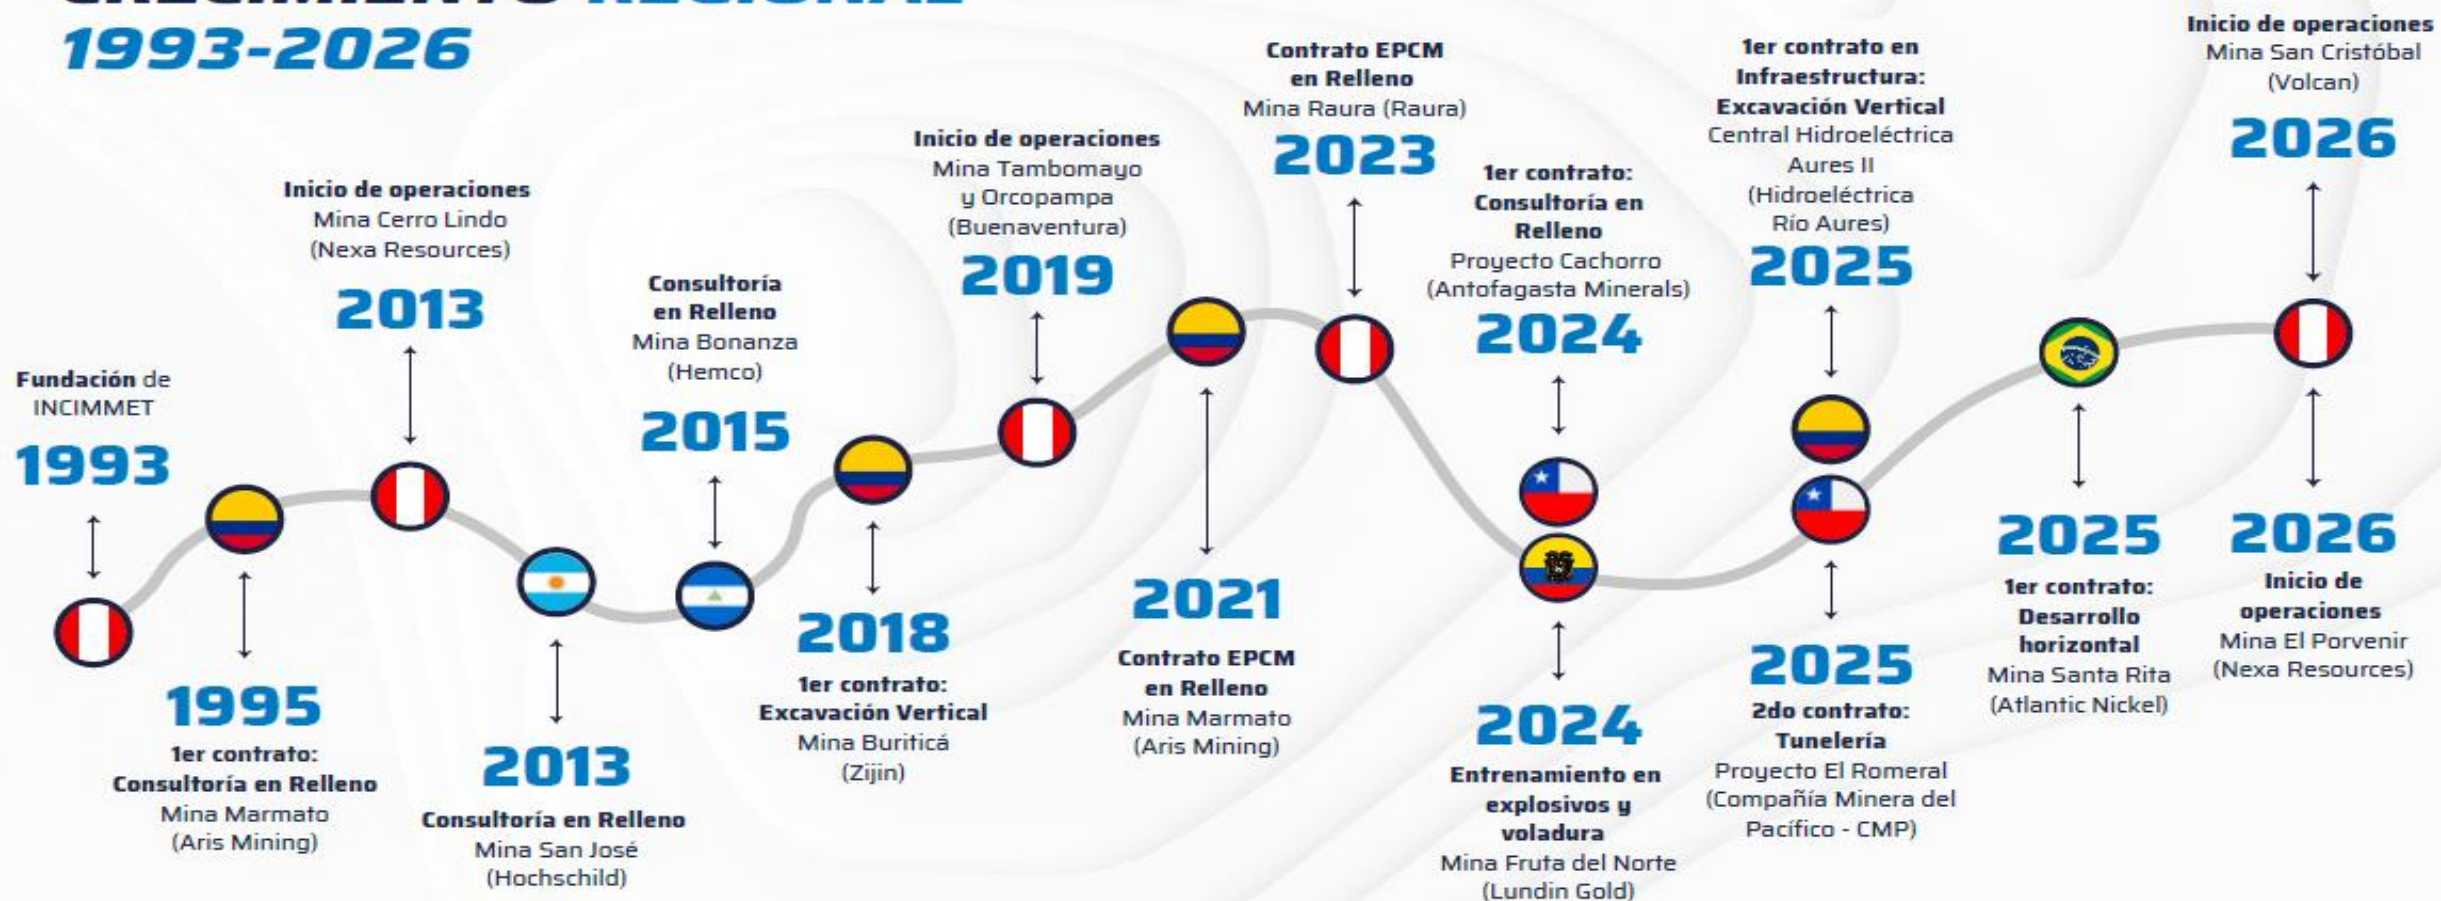 CRECIMIENTO REGIONAL
1993-2026
Fundación de
INCIMMET
1993
1995
1er contrato:
Consultoría en Relleno
Mina Marmato
(Aris Mining)
Inicio de operaciones
Mina Cerro Lindo
(Nexa Resources)
2013
2013
Consultoría en Relleno
Mina San José
(Hochschild)
Consultoría
en Relleno
Mina Bonanza
(Hemco)
2015
2018
1er contrato:
Excavación Vertical
Mina Buriticá
(Zijin)
Inicio de operaciones
Mina Tambomayo
y Orcopampa
(Buenaventura)
2019
2021
Contrato EPCM
en Relleno
Mina Marmato
(Aris Mining)
Contrato EPCM
en Relleno
Mina Raura (Raura)
2023
1er contrato:
Consultoría en
Relleno
Proyecto Cachorro
(Antofagasta Minerals)
2024
2024
Entrenamiento en
explosivos y
voladura
Mina Fruta del Norte
(Lundin Gold)
1er contrato en
Infraestructura:
Excavación Vertical
Central Hidroeléctrica
Aures II
(Hidroeléctrica
Río Aures)
2025
2025
2do contrato:
Tunelería
Proyecto El Romeral
(Compañía Minera del
Pacífico - CMP)
2025
1er contrato:
Desarrollo
horizontal
Mina Santa Rita
(Atlantic Nickel)
Inicio de operaciones
Mina San Cristóbal
(Volcan)
2026
2026
Inicio de
operaciones
Mina El Porvenir
(Nexa Resources)